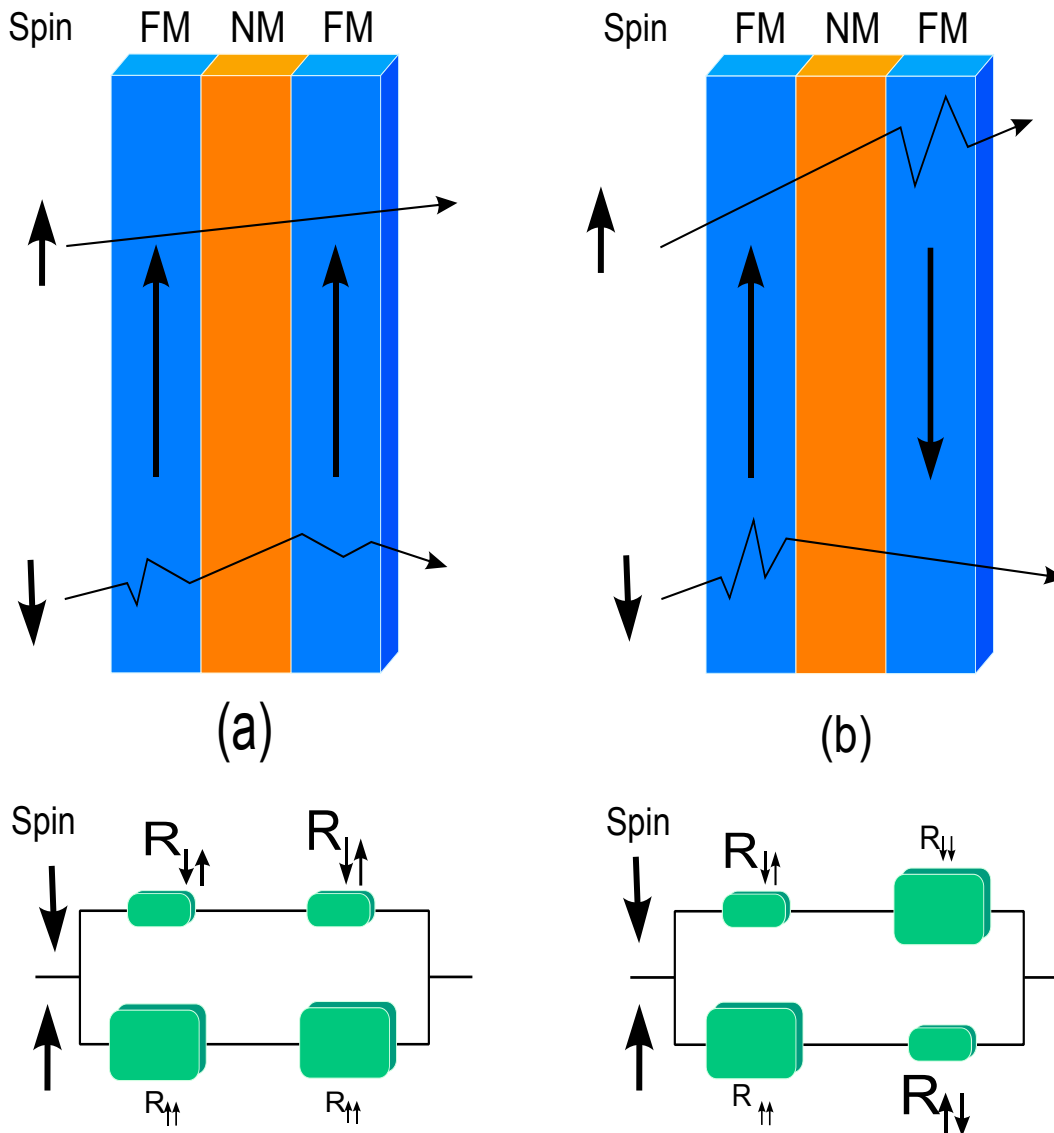 Spin FM NM FM
Spin FM NM FM
(a)
(b)
Spin
R↓↑ R↓↑
R↑↑ R↑↑
Spin
R↓↑ R↓↓
R↑↑ R↑↓